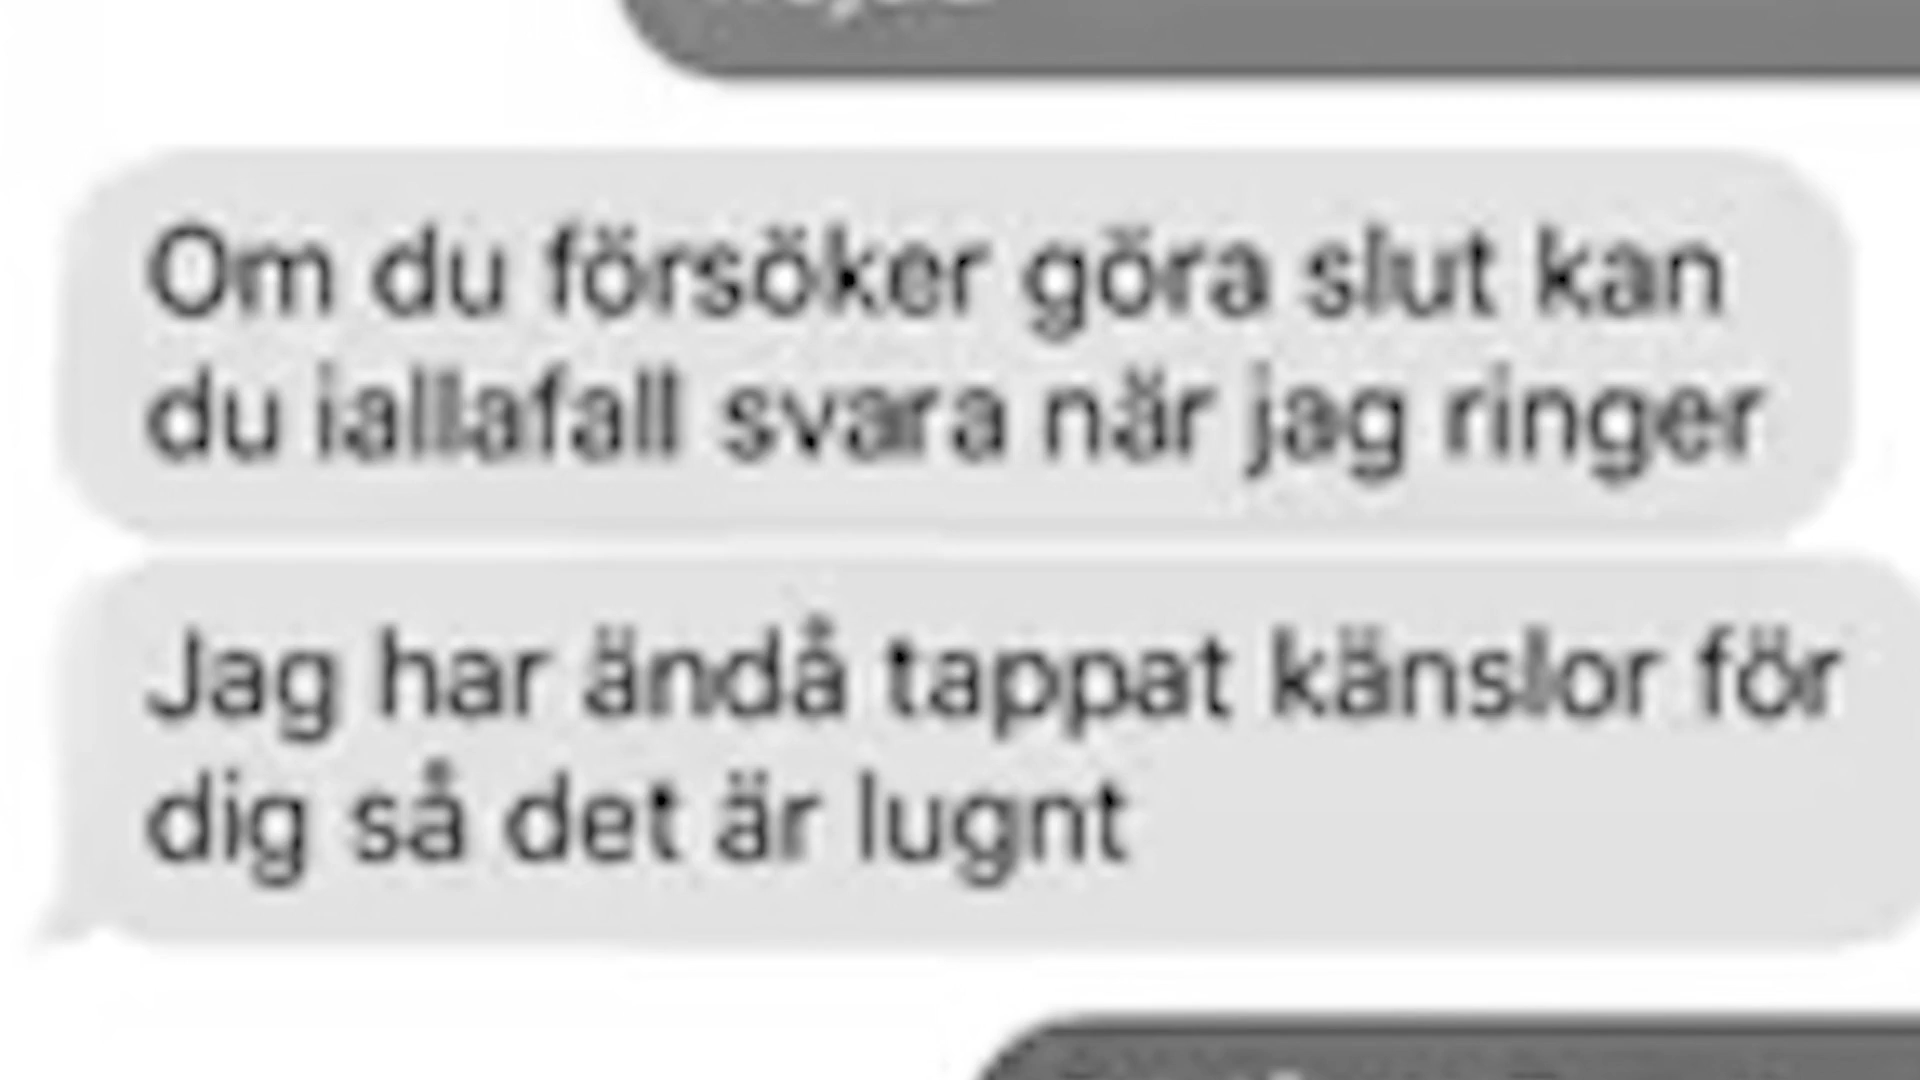 Om du försöker göra slut kan
du iallafall svara när jag ringer
Jag har ändå tappat känslor för
dig så det är lugnt